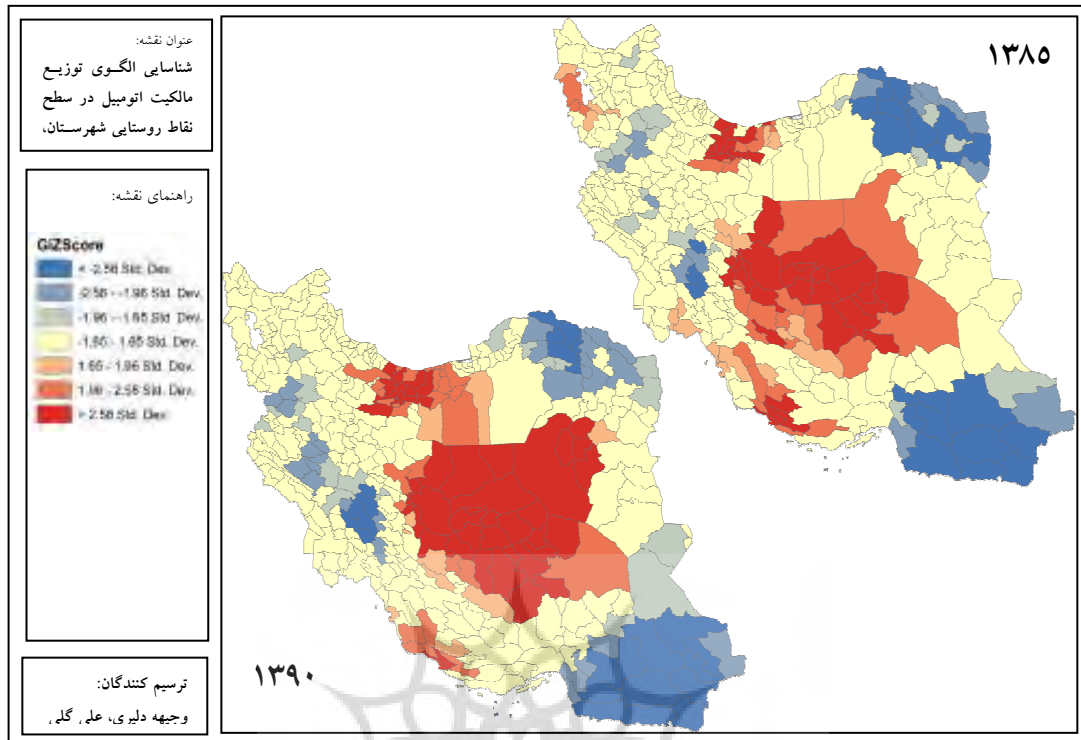 عنوان نقشه:
شناسایی الگوی توزیع
مالکیت اتومبیل در سطح
نقاط روستایی شهرستان،
راهنمای نقشه:
GiZScore
< -2.58 Std. Dev.
-2.58 - -1.96 Std. Dev.
-1.96 - -1.65 Std. Dev.
-1.65 - 1.65 Std. Dev.
1.65 - 1.96 Std. Dev.
1.96 - 2.58 Std. Dev.
> 2.58 Std. Dev.
ترسیم کنندگان:
وجیهه دلیری، علی گلی
۱۳۸۵
۱۳۹۰